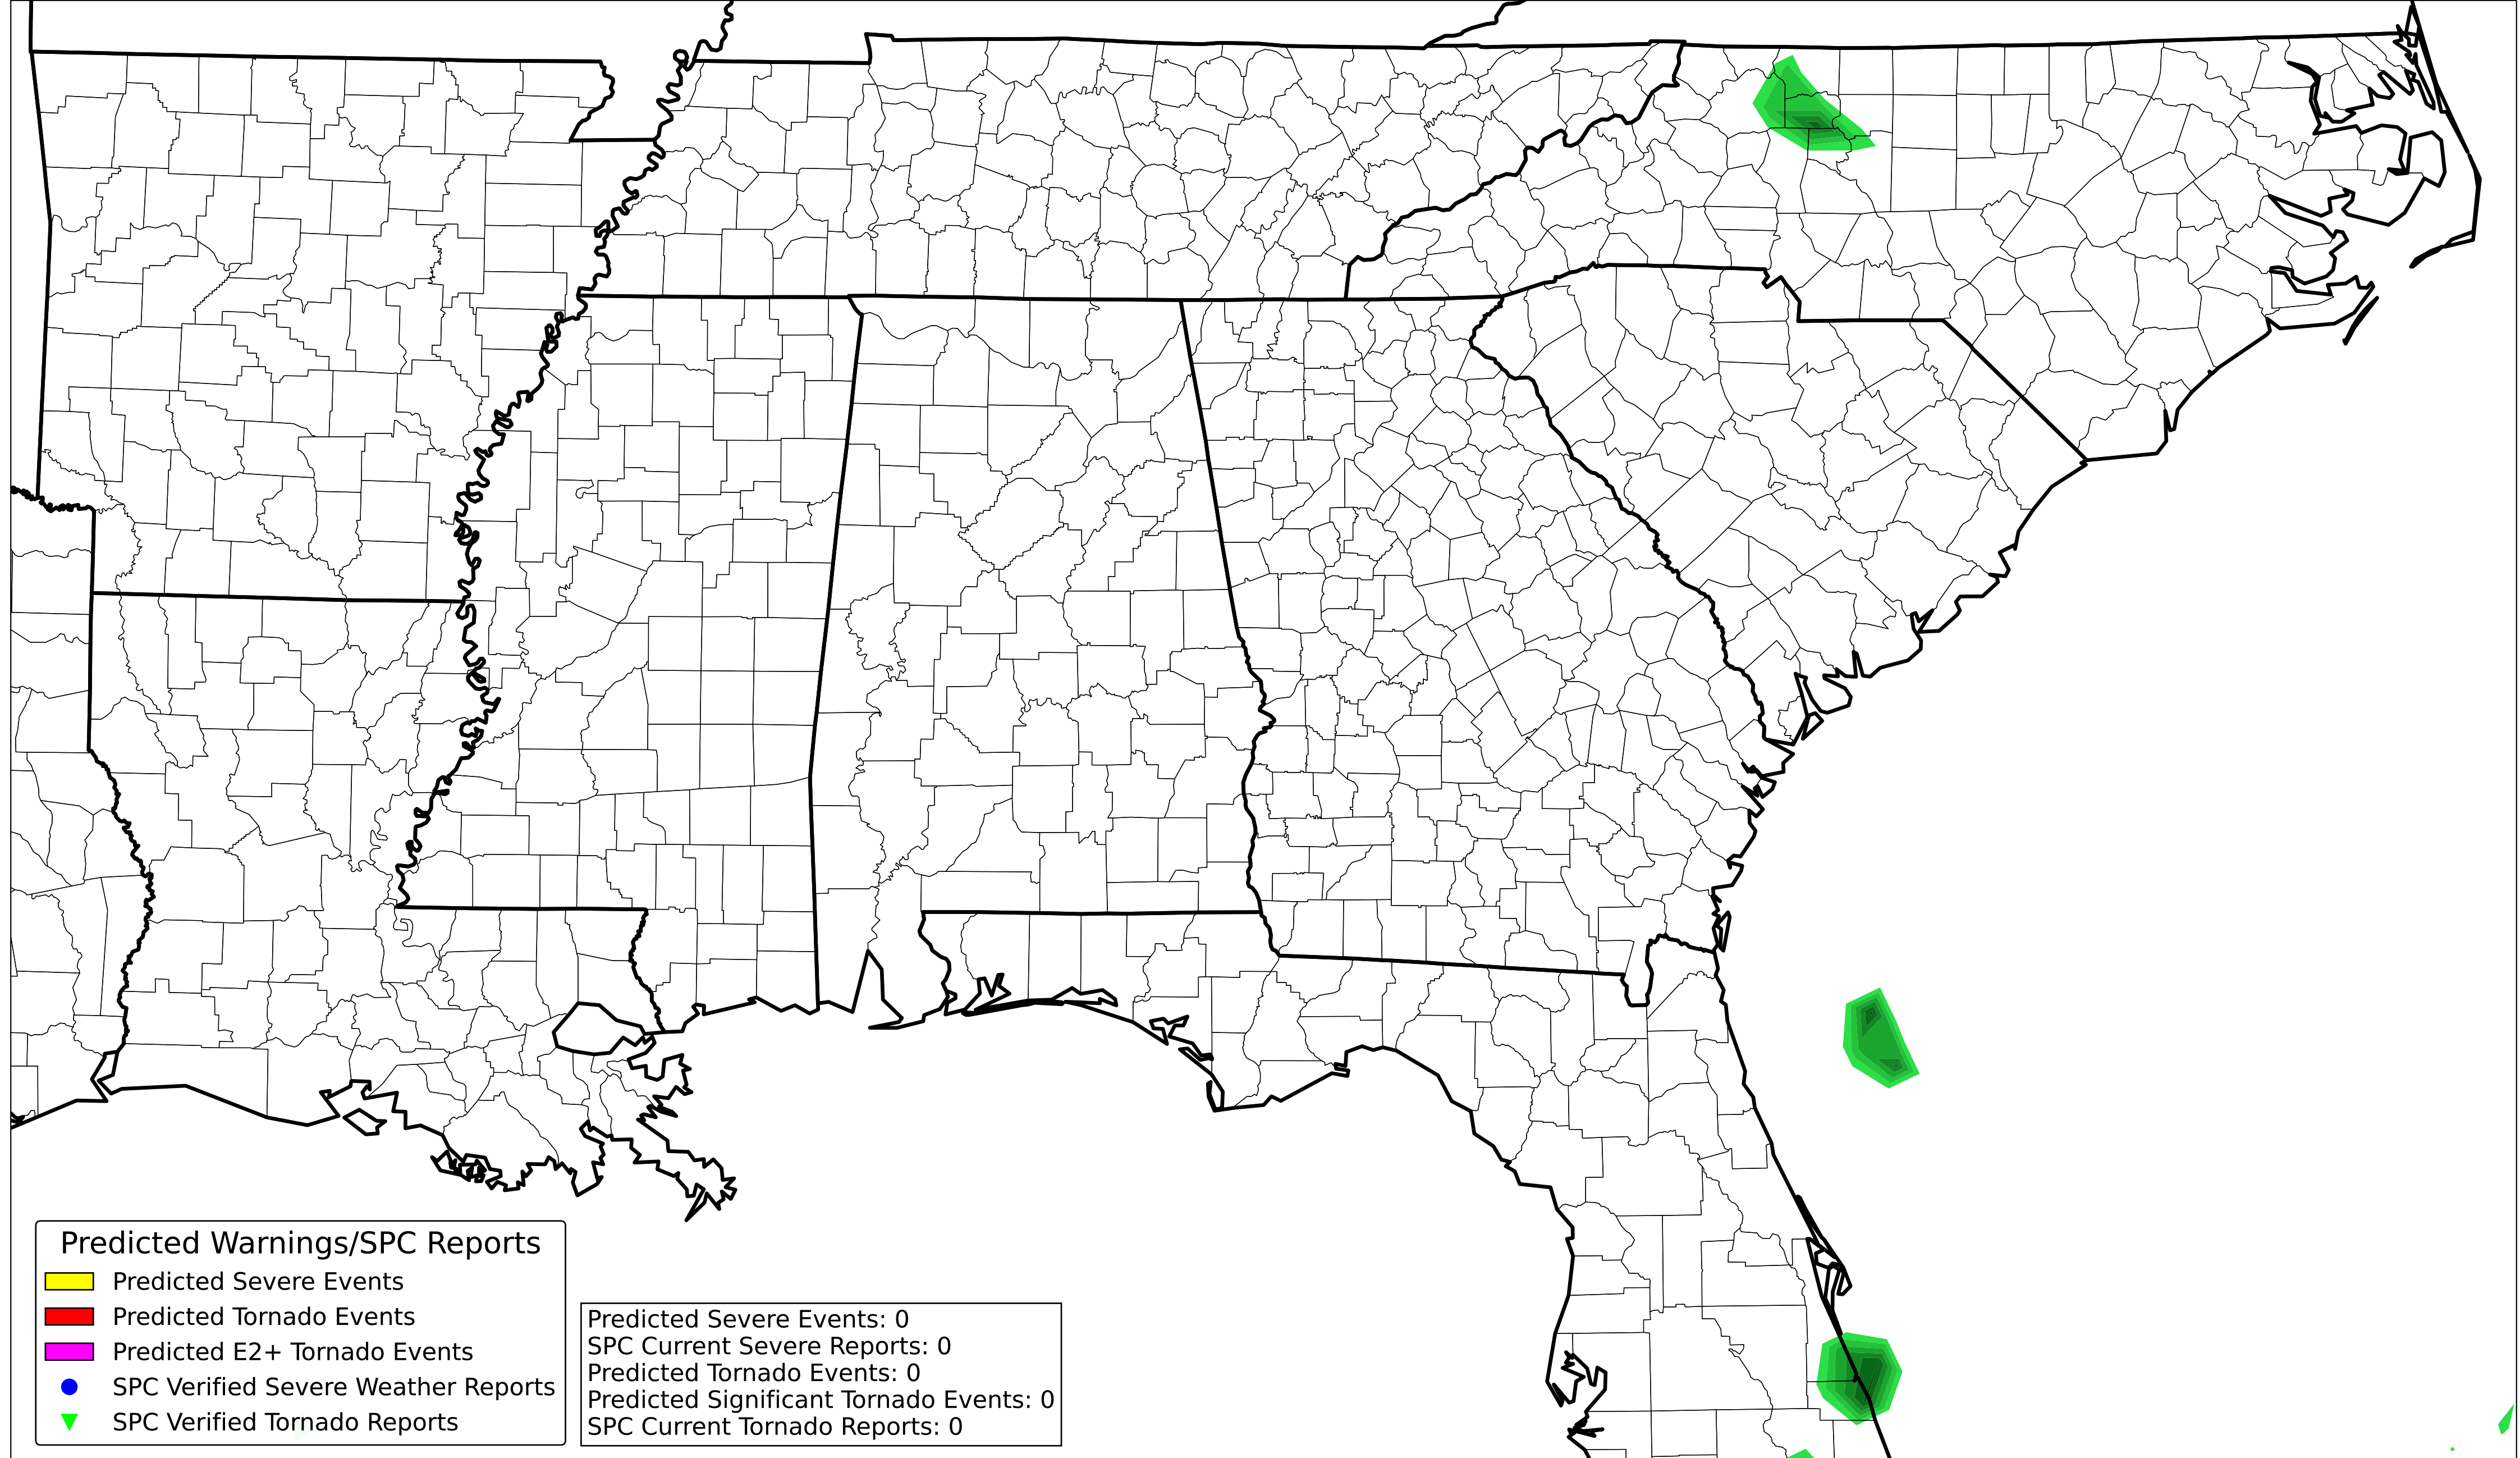 Predicted Warnings/SPC Reports
Predicted Severe Events
Predicted Tornado Events
Predicted E2+ Tornado Events
SPC Verified Severe Weather Reports
SPC Verified Tornado Reports
Predicted Severe Events: 0
SPC Current Severe Reports: 0
Predicted Tornado Events: 0
Predicted Significant Tornado Events: 0
SPC Current Tornado Reports: 0